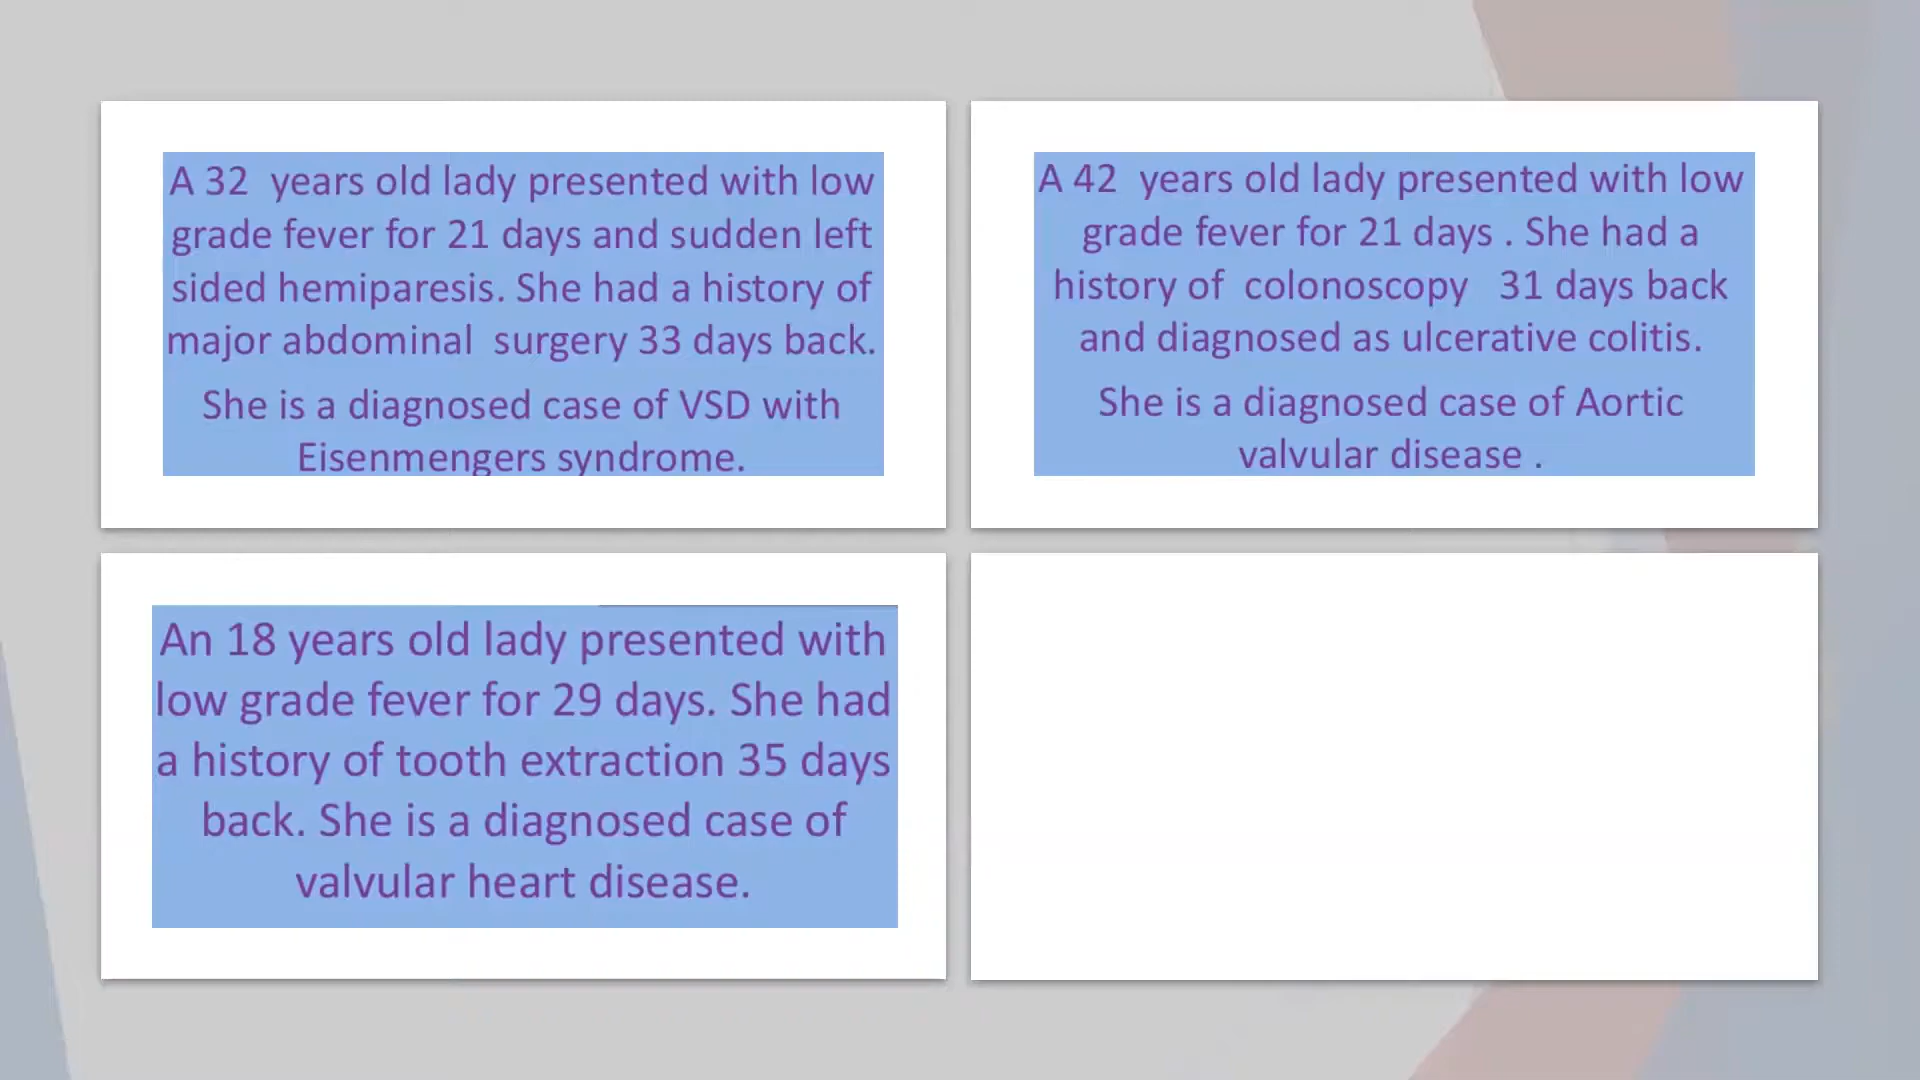 A 32 years old lady presented with low
grade fever for 21 days and sudden left
sided hemiparesis. She had a history of
major abdominal surgery 33 days back.
She is a diagnosed case of VSD with
Eisenmengers syndrome.
A 42 years old lady presented with low
grade fever for 21 days . She had a
history of colonoscopy 31 days back
and diagnosed as ulcerative colitis.
She is a diagnosed case of Aortic
valvular disease .
An 18 years old lady presented with
low grade fever for 29 days. She had
a history of tooth extraction 35 days
back. She is a diagnosed case of
valvular heart disease.